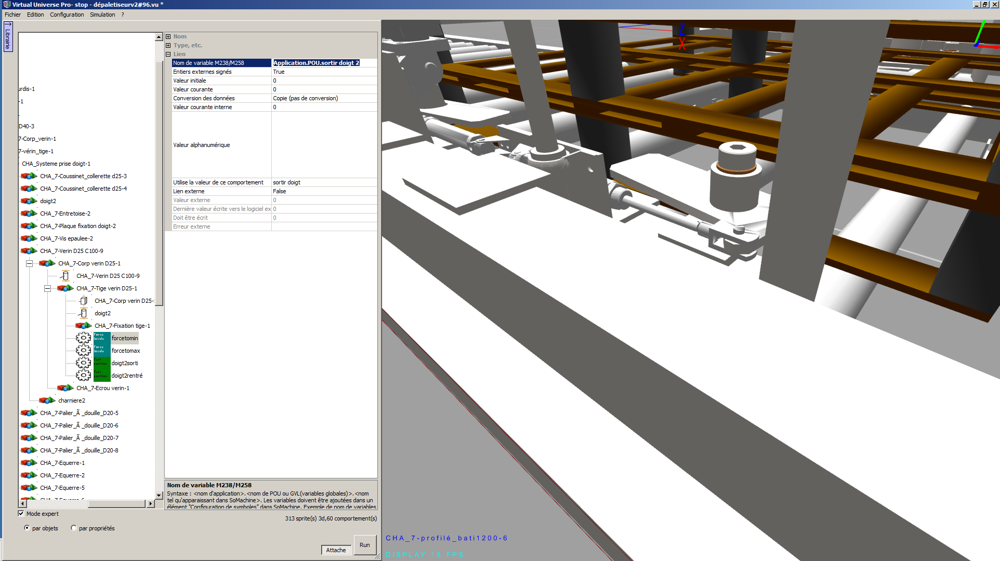 Virtual Universe Pro- stop - dépaletiseurv2#96.vu *
Fichier Edition Configuration Simulation ?
Librairie
urdis-1
-1
D40-3
7-Corp_verin-1
7-vérin_tige-1
CHA_Systeme prise doigt-1
CHA_7-Coussinet_collerette d25-3
CHA_7-Coussinet_collerette d25-4
doigt2
CHA_7-Entretoise-2
CHA_7-Plaque fixation doigt-2
CHA_7-Vis epaulee-2
CHA_7-Verin D25 C100-9
CHA_7-Corp verin D25-1
CHA_7-Verin D25 C100-9
CHA_7-Tige verin D25-1
CHA_7-Corp verin D25-
doigt2
CHA_7-Fixation tige-1
Force locale forcetomin
Force locale forcetomax
Test position doigt2sorti
Test position doigt2rentré
CHA_7-Ecrou verin-1
charniere2
CHA_7-Palier_Ã _douille_D20-5
CHA_7-Palier_Ã _douille_D20-6
CHA_7-Palier_Ã _douille_D20-7
CHA_7-Palier_Ã _douille_D20-8
CHA_7-Equerre-1
CHA_7-Equerre-2
CHA_7-Equerre-5
CHA_7-Equerre-6
Mode expert
par objets par propriétés
Nom
Type, etc.
Lien
Nom de variable M238/M258 Application.POU.sortir doigt 2
Entiers externes signés True
Valeur initiale 0
Valeur courante 0
Conversion des données Copie (pas de conversion)
Valeur courante interne 0
Valeur alphanumérique
Utilise la valeur de ce comportement sortir doigt
Lien externe False
Valeur externe 0
Dernière valeur écrite vers le logiciel ex 0
Doit être écrit 0
Erreur externe
Nom de variable M238/M258
Syntaxe : <nom d'application>.<nom de POU ou GVL(variables globales)>.<nom
tel qu'apparaissant dans SoMachine>. Les variables doivent être ajoutées dans un
élément "Configuration de symboles" dans SoMachine. Exemple de nom de variables
313 sprite(s) 3d,60 comportement(s)
Attache Run
Z
X
CHA_7-profilé_bati1200-6
DISPLAY 18 FPS